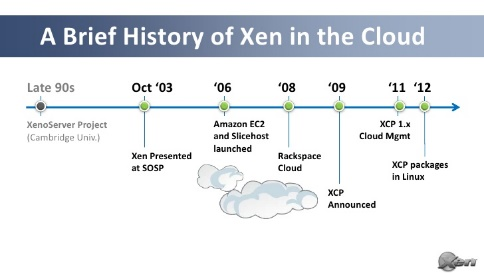 A Brief History of Xen in the Cloud
Late 90s
Oct ‘03
‘06
‘08
‘09
‘11
‘12
XenoServer Project
(Cambridge Univ.)
Xen Presented
at SOSP
Amazon EC2
and Slicehost
launched
Rackspace
Cloud
XCP
Announced
XCP 1.x
Cloud Mgmt
XCP packages
in Linux
Xen